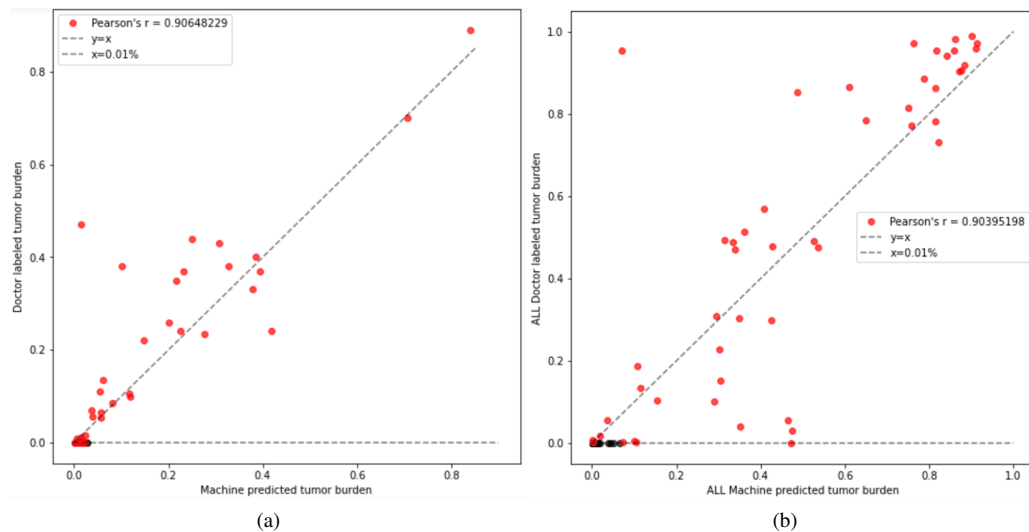 Pearson's r = 0.90648229
y=x
x=0.01%
0.8
0.6
0.4
0.2
0.0
Doctor labeled tumor burden
0.0 0.2 0.4 0.6 0.8
Machine predicted tumor burden
(a)
1.0
0.8
0.6
0.4
0.2
0.0
ALL Doctor labeled tumor burden
Pearson's r = 0.90395198
y=x
x=0.01%
0.0 0.2 0.4 0.6 0.8 1.0
ALL Machine predicted tumor burden
(b)